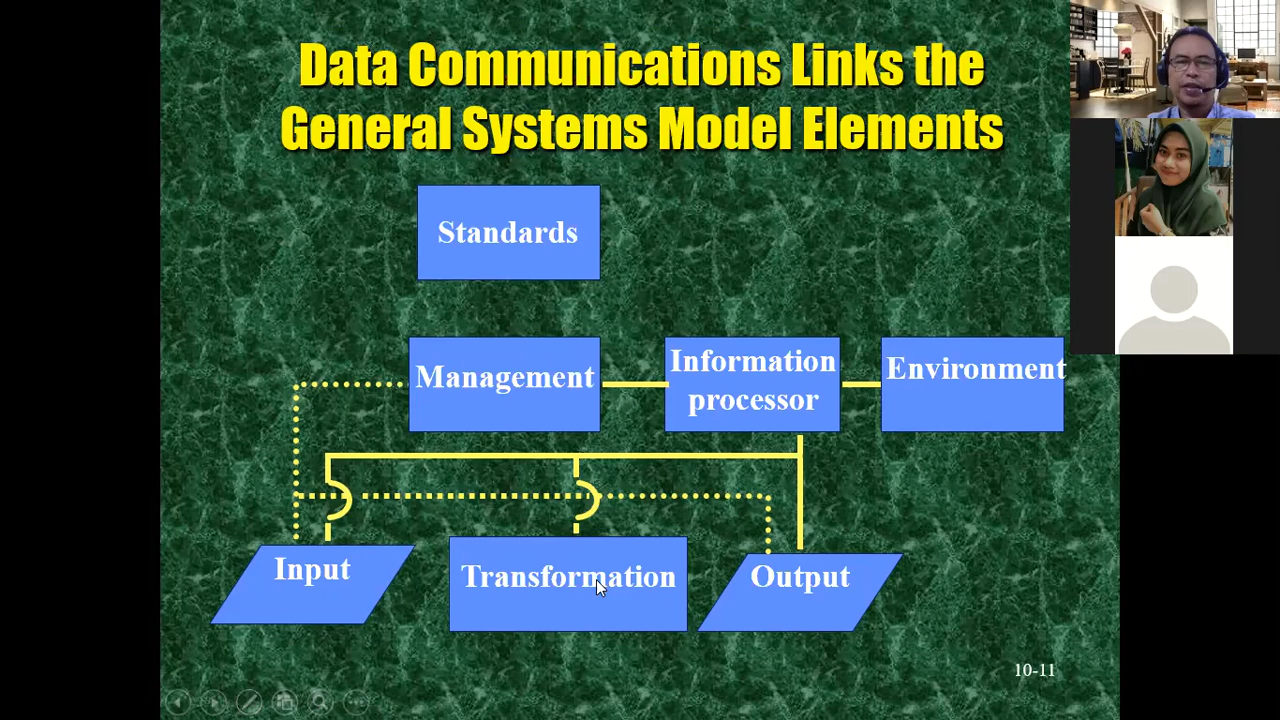 Data Communications Links the
General Systems Model Elements
Standards
Management
Information
processor
Environment
Input
Transformation
Output
10-11